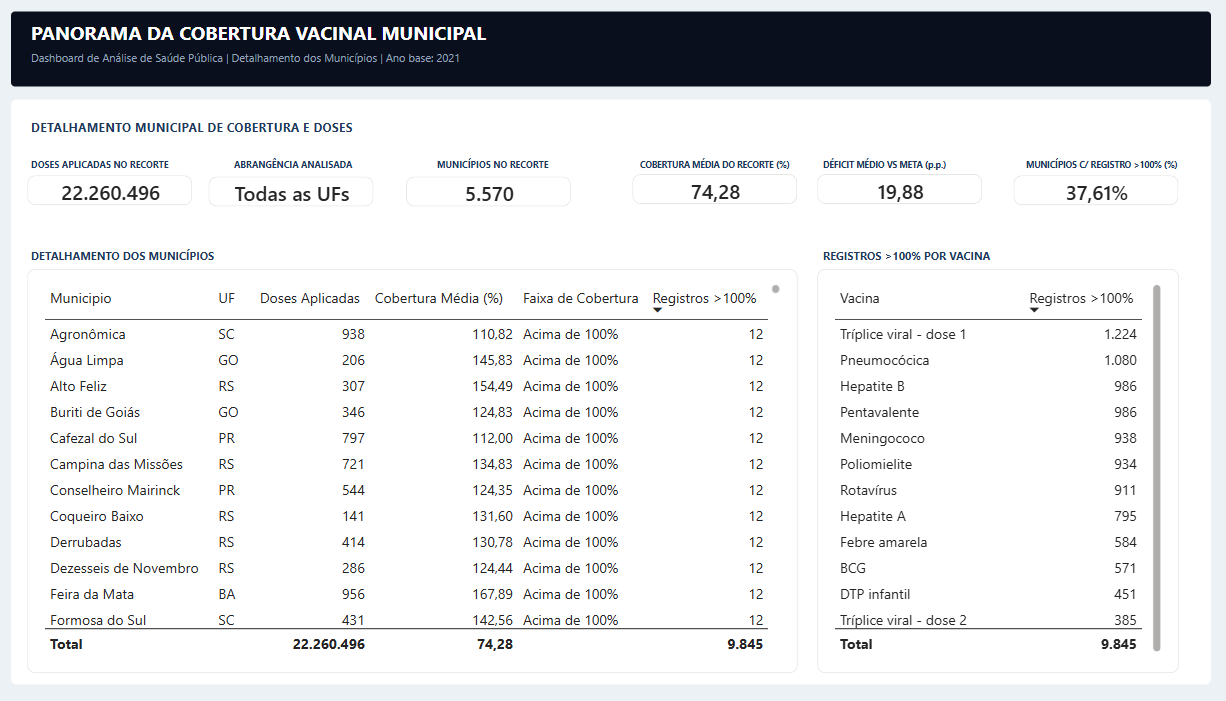 PANORAMA DA COBERTURA VACINAL MUNICIPAL
Dashboard de Análise de Saúde Pública | Detalhamento dos Municípios | Ano base: 2021
DETALHAMENTO MUNICIPAL DE COBERTURA E DOSES
DOSES APLICADAS NO RECORTE
22.260.496
ABRANGÊNCIA ANALISADA
Todas as UFs
MUNICÍPIOS NO RECORTE
5.570
COBERTURA MÉDIA DO RECORTE (%)
74,28
DÉFICIT MÉDIO VS META (p.p.)
19,88
MUNICÍPIOS C/ REGISTRO >100% (%)
37,61%
DETALHAMENTO DOS MUNICÍPIOS
Municipio UF Doses Aplicadas Cobertura Média (%) Faixa de Cobertura Registros >100%
Agronômica SC 938 110,82 Acima de 100% 12
Água Limpa GO 206 145,83 Acima de 100% 12
Alto Feliz RS 307 154,49 Acima de 100% 12
Buriti de Goiás GO 346 124,83 Acima de 100% 12
Cafezal do Sul PR 797 112,00 Acima de 100% 12
Campina das Missões RS 721 134,83 Acima de 100% 12
Conselheiro Mairinck PR 544 124,35 Acima de 100% 12
Coqueiro Baixo RS 141 131,60 Acima de 100% 12
Derrubadas RS 414 130,78 Acima de 100% 12
Dezesseis de Novembro RS 286 124,44 Acima de 100% 12
Feira da Mata BA 956 167,89 Acima de 100% 12
Formosa do Sul SC 431 142,56 Acima de 100% 12
Total 22.260.496 74,28 9.845
REGISTROS >100% POR VACINA
Vacina Registros >100%
Tríplice viral - dose 1 1.224
Pneumocócica 1.080
Hepatite B 986
Pentavalente 986
Meningococo 938
Poliomielite 934
Rotavírus 911
Hepatite A 795
Febre amarela 584
BCG 571
DTP infantil 451
Tríplice viral - dose 2 385
Total 9.845